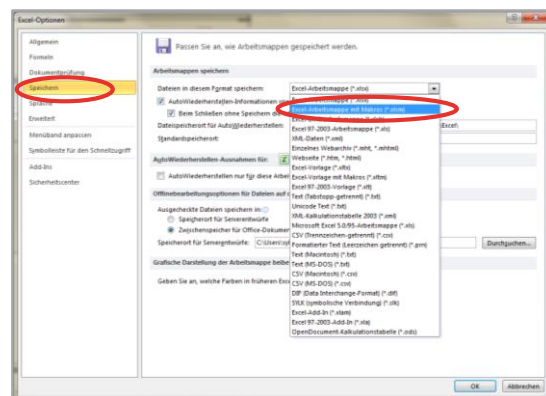 Excel-Optionen
Allgemein
Formeln
Dokumentprüfung
Speichern
Sprache
Erweitert
Menüband anpassen
Symbolleiste für den Schnellzugriff
Add-Ins
Sicherheitscenter
Passen Sie an, wie Arbeitsmappen gespeichert werden.
Arbeitsmappen speichern
Dateien in diesem Format speichern: Excel-Arbeitsmappe (*.xlsx)
AutoWiederherstellen-Informationen
Beim Schließen ohne Speichern die
Dateispeicherort für AutoWiederherstellen: \Excel\
Standardspeicherort:
AutoWiederherstellen-Ausnahmen für:
AutoWiederherstellen nur für diese Arbei
Offlinebearbeitungsoptionen für Dateien auf
Ausgecheckte Dateien speichern in:
Speicherort für Serverentwürfe
Zwischenspeicher für Office-Dokumen
Speicherort für Serverentwürfe: Durchsuchen...
Grafische Darstellung der Arbeitsmappe beibe
Geben Sie an, welche Farben in früheren Exce
Excel-Arbeitsmappe (*.xlsx)
Excel-Arbeitsmappe mit Makros (*.xlsm)
Excel 97-2003-Arbeitsmappe (*.xls)
XML-Daten (*.xml)
Einzelnes Webarchiv (*.mht, *.mhtml)
Webseite (*.htm, *.html)
Excel-Vorlage (*.xltx)
Excel-Vorlage mit Makros (*.xltm)
Excel 97-2003-Vorlage (*.xlt)
Text (Tabstopp-getrennt) (*.txt)
Unicode Text (*.txt)
XML-Kalkulationstabelle 2003 (*.xml)
Microsoft Excel 5.0/95-Arbeitsmappe (*.xls)
CSV (Trennzeichen-getrennt) (*.csv)
Formatierter Text (Leerzeichen getrennt) (*.prn)
Text (Macintosh) (*.txt)
Text (MS-DOS) (*.txt)
CSV (Macintosh) (*.csv)
CSV (MS-DOS) (*.csv)
DIF (Data Interchange-Format) (*.dif)
SYLK (symbolische Verbindung) (*.slk)
Excel-Add-In (*.xlam)
Excel 97-2003-Add-In (*.xla)
OpenDocument-Kalkulationstabelle (*.ods)
OK Abbrechen